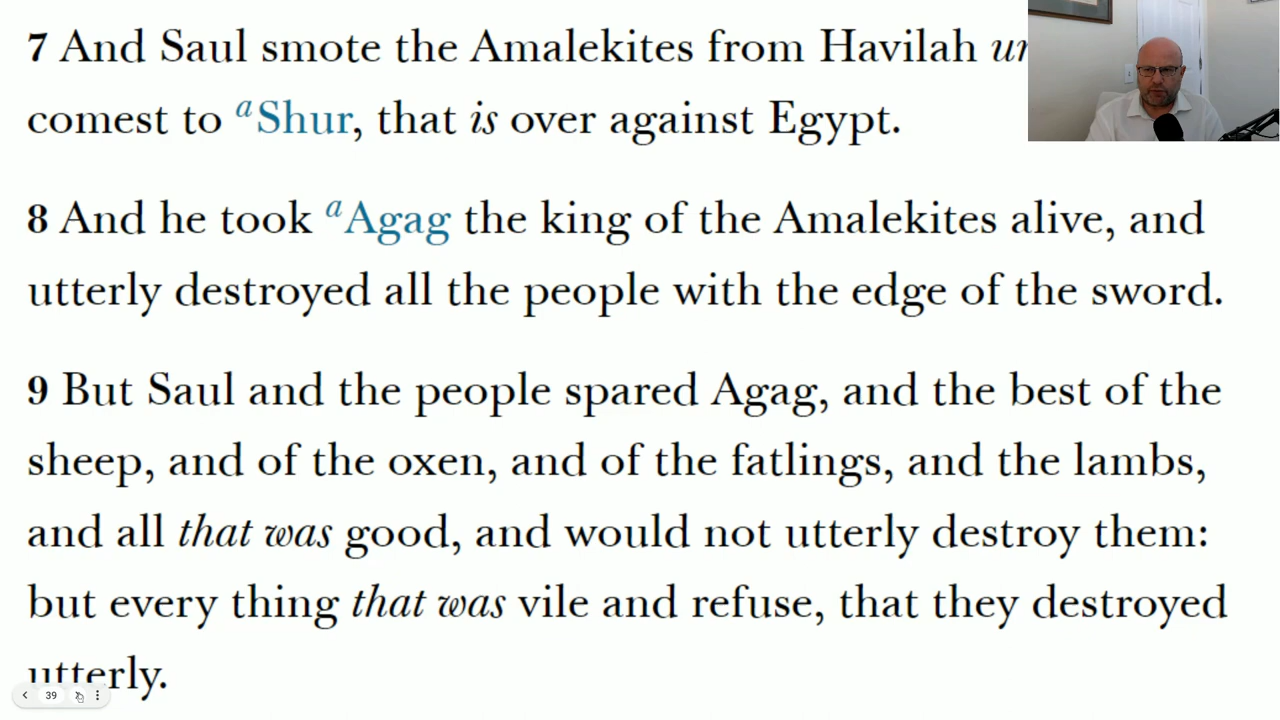 7 And Saul smote the Amalekites from Havilah
comest to a Shur, that is over against Egypt.
8 And he took a Agag the king of the Amalekites alive, and
utterly destroyed all the people with the edge of the sword.
9 But Saul and the people spared Agag, and the best of the
sheep, and of the oxen, and of the fatlings, and the lambs,
and all that was good, and would not utterly destroy them:
but every thing that was vile and refuse, that they destroyed
utterly.
39